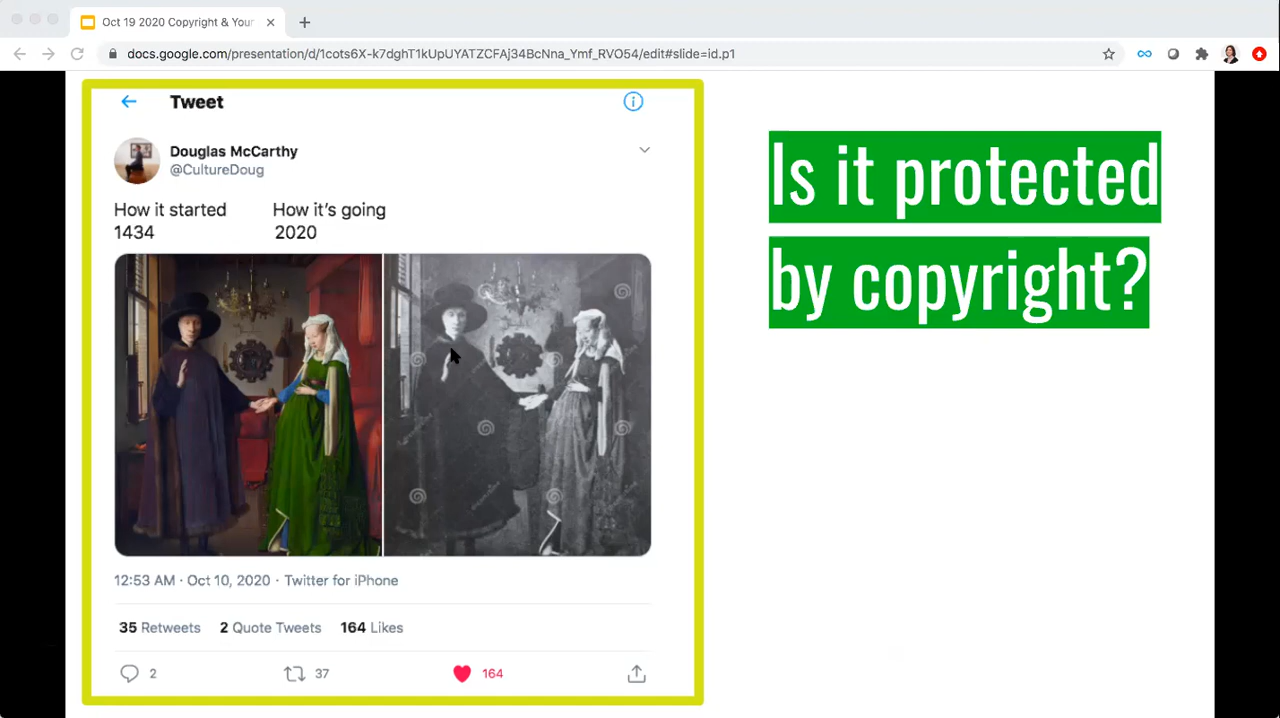 Oct 19 2020 Copyright & Your
docs.google.com/presentation/d/1cots6X-k7dghT1kUpUYATZCFAj34BcNna_Ymf_RVO54/edit#slide=id.p1
Tweet
Douglas McCarthy
@CultureDoug
How it started How it's going
1434 2020
12:53 AM · Oct 10, 2020 · Twitter for iPhone
35 Retweets 2 Quote Tweets 164 Likes
2 37 164
Is it protected
by copyright?